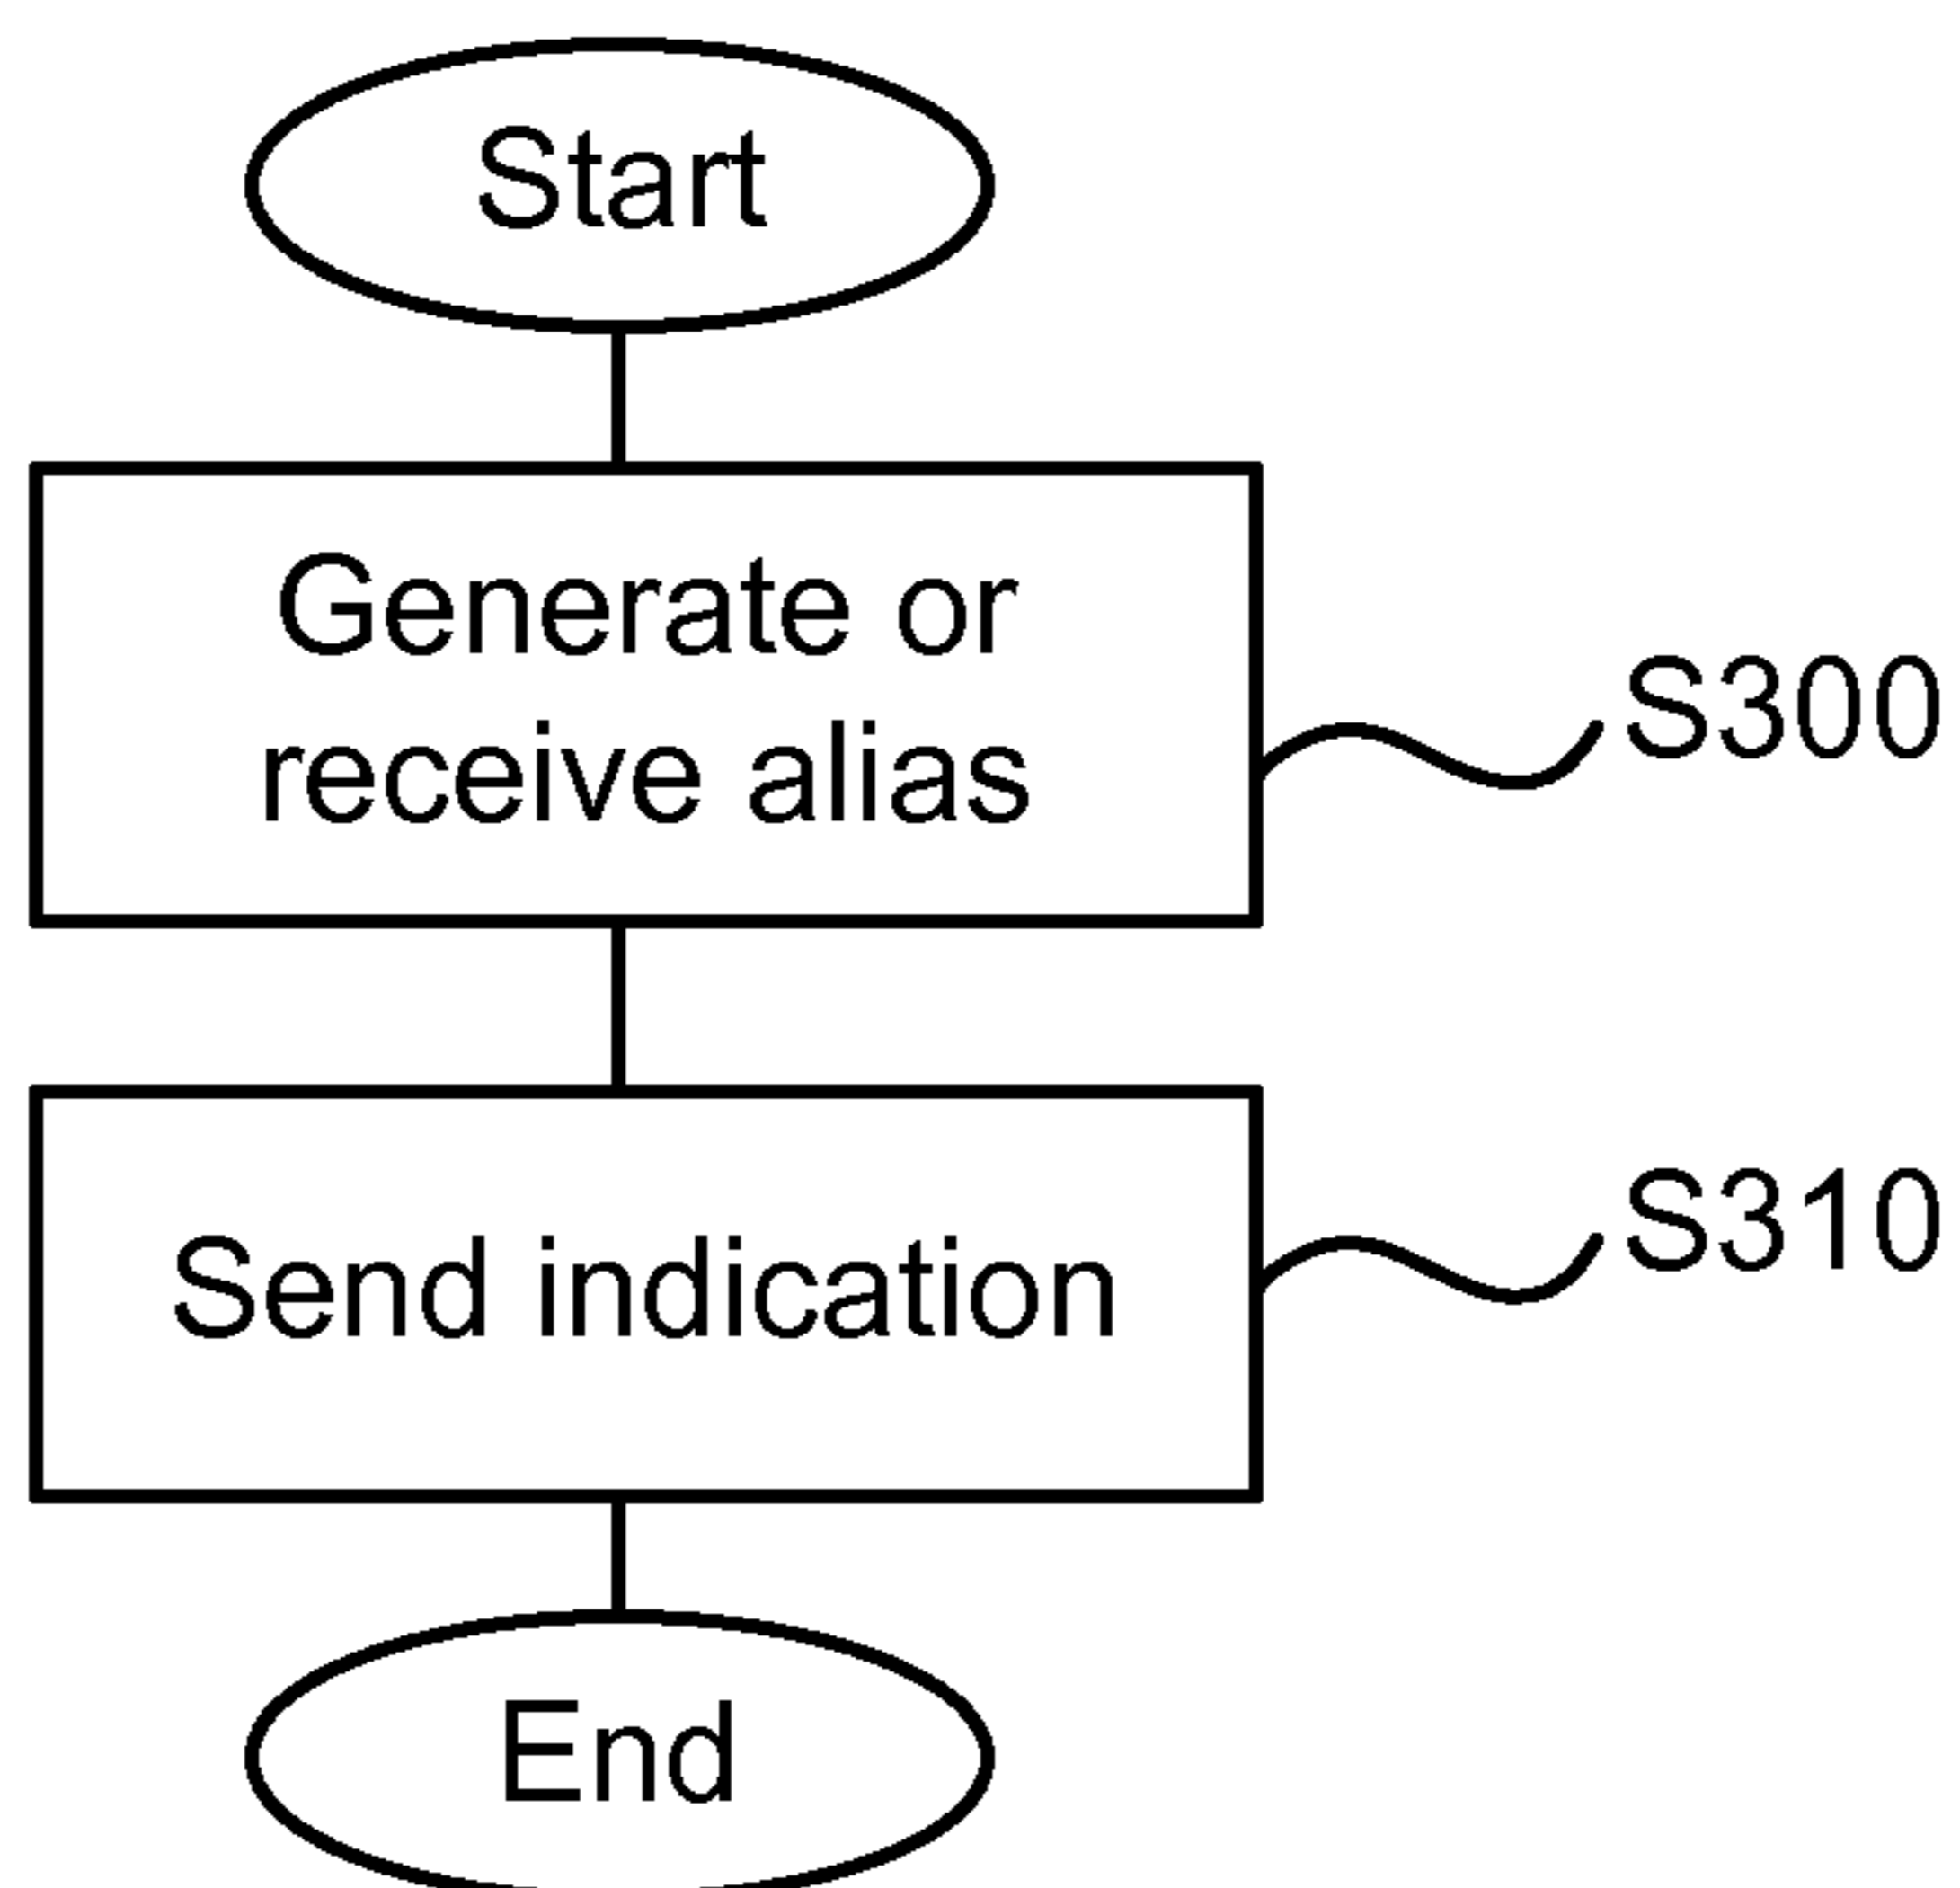 Start
Generate or
receive alias
S300
Send indication
S310
End